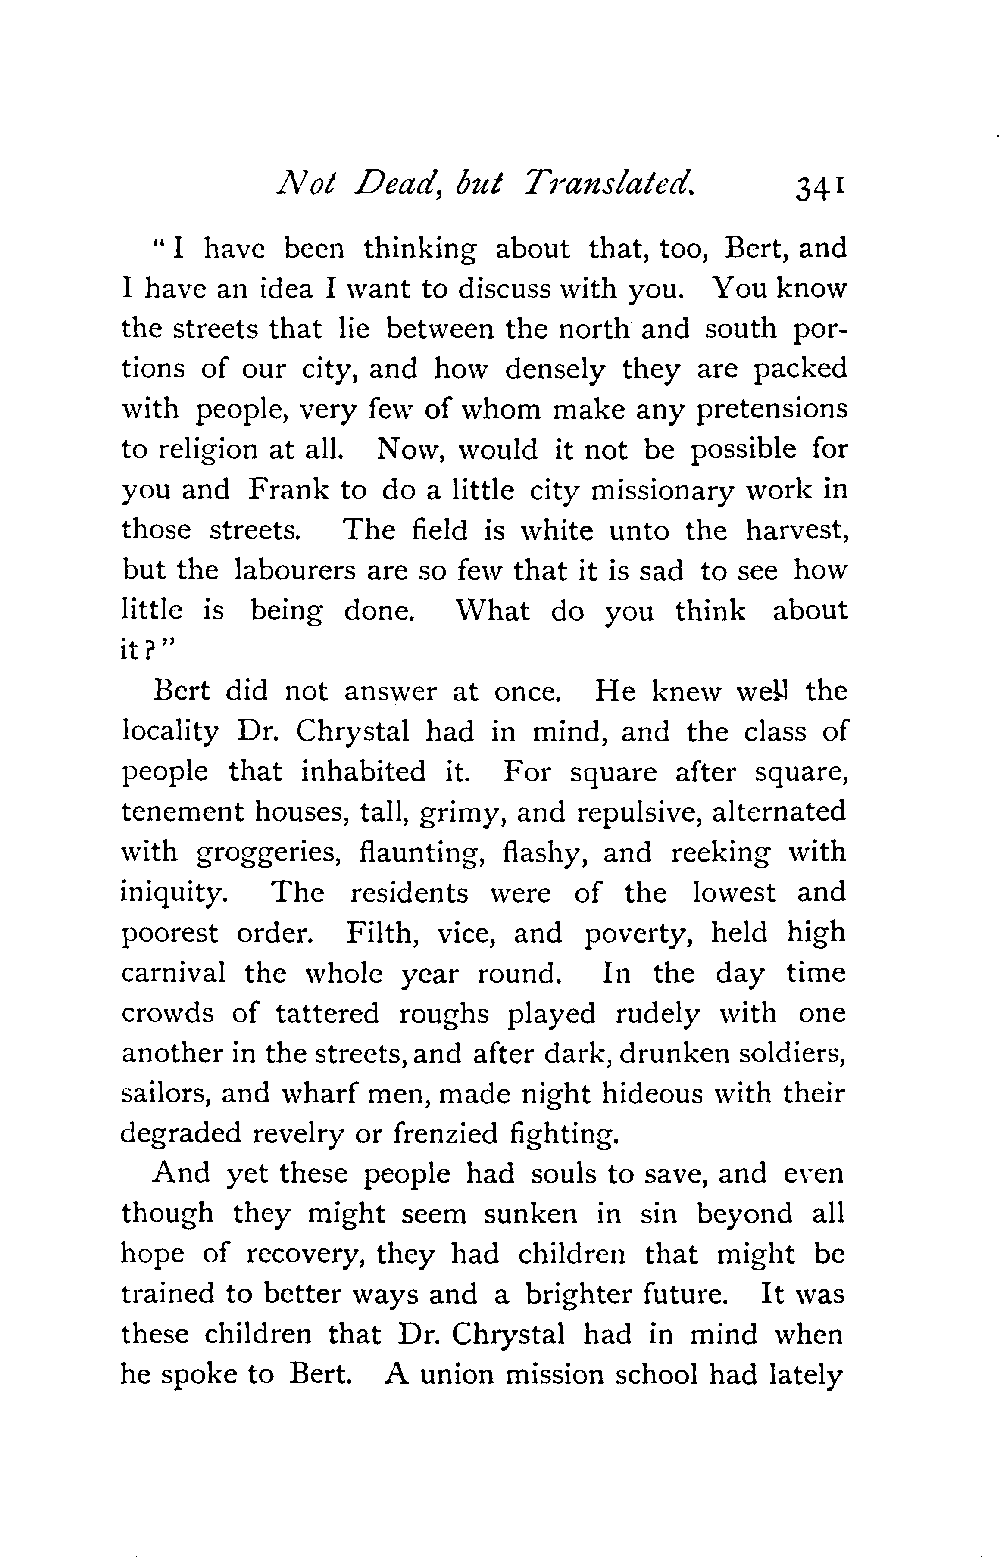 Not Dead, but Translated. 341
" I have been thinking about that, too, Bert, and
I have an idea I want to discuss with you. You know
the streets that lie between the north and south por-
tions of our city, and how densely they are packed
with people, very few of whom make any pretensions
to religion at all. Now, would it not be possible for
you and Frank to do a little city missionary work in
those streets. The field is white unto the harvest,
but the labourers are so few that it is sad to see how
little is being done. What do you think about
it?"
Bert did not answer at once. He knew well the
locality Dr. Chrystal had in mind, and the class of
people that inhabited it. For square after square,
tenement houses, tall, grimy, and repulsive, alternated
with groggeries, flaunting, flashy, and reeking with
iniquity. The residents were of the lowest and
poorest order. Filth, vice, and poverty, held high
carnival the whole year round. In the day time
crowds of tattered roughs played rudely with one
another in the streets, and after dark, drunken soldiers,
sailors, and wharf men, made night hideous with their
degraded revelry or frenzied fighting.
And yet these people had souls to save, and even
though they might seem sunken in sin beyond all
hope of recovery, they had children that might be
trained to better ways and a brighter future. It was
these children that Dr. Chrystal had in mind when
he spoke to Bert. A union mission school had lately